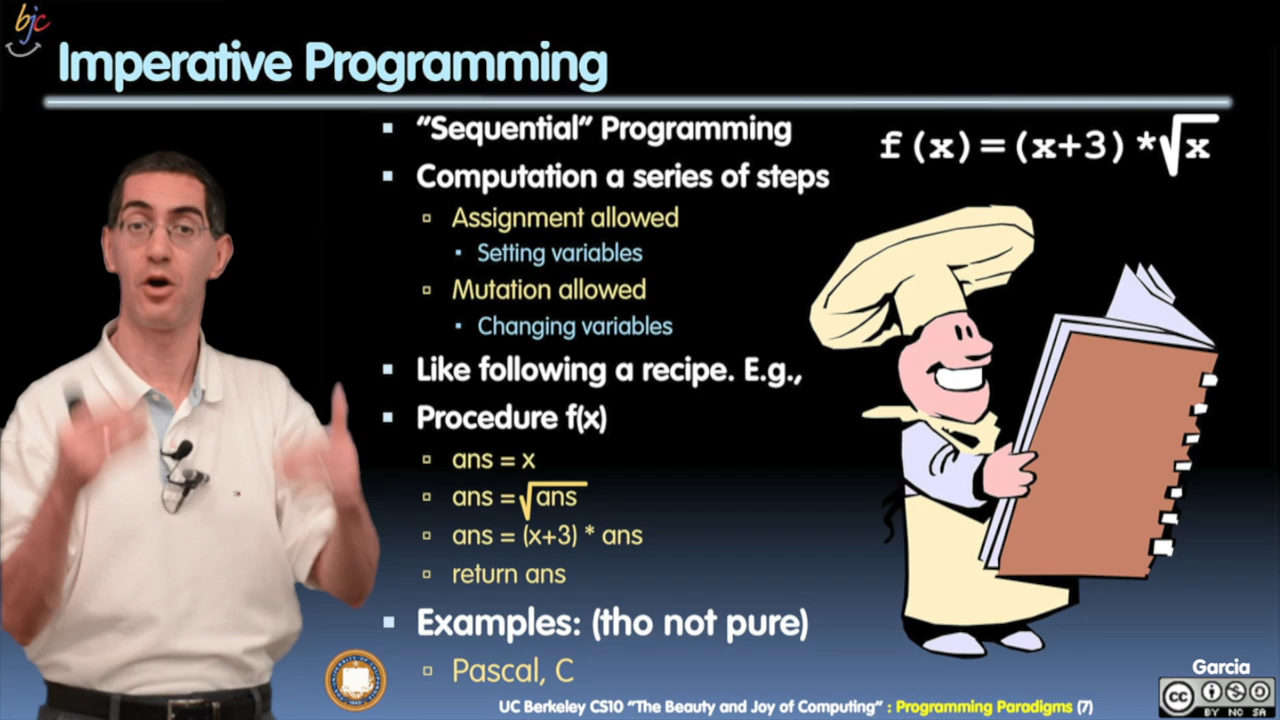 bjc
Imperative Programming
"Sequential" Programming
f(x)=(x+3)*√x
Computation a series of steps
Assignment allowed
Setting variables
Mutation allowed
Changing variables
Like following a recipe. E.g.,
Procedure f(x)
ans = x
ans = √ans
ans = (x+3) * ans
return ans
Examples: (tho not pure)
Pascal, C
Garcia
UC Berkeley CS10 "The Beauty and Joy of Computing" : Programming Paradigms (7)
cc
BY NC SA